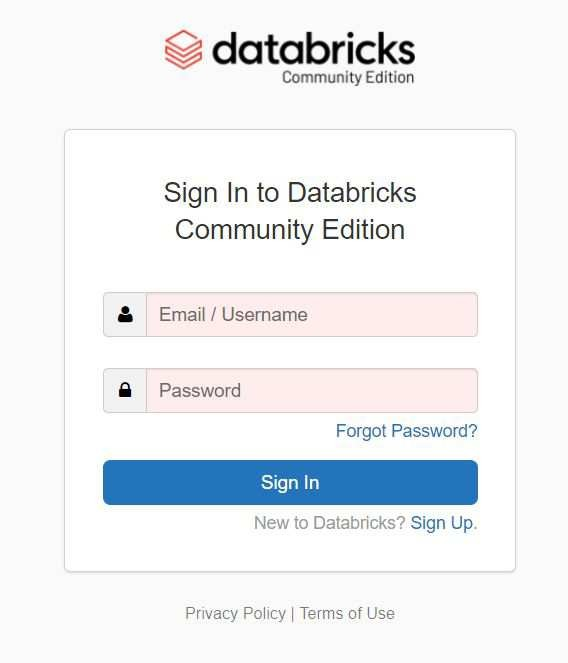 databricks
Community Edition
Sign In to Databricks
Community Edition
Email / Username
Password
Forgot Password?
Sign In
New to Databricks? Sign Up.
Privacy Policy | Terms of Use